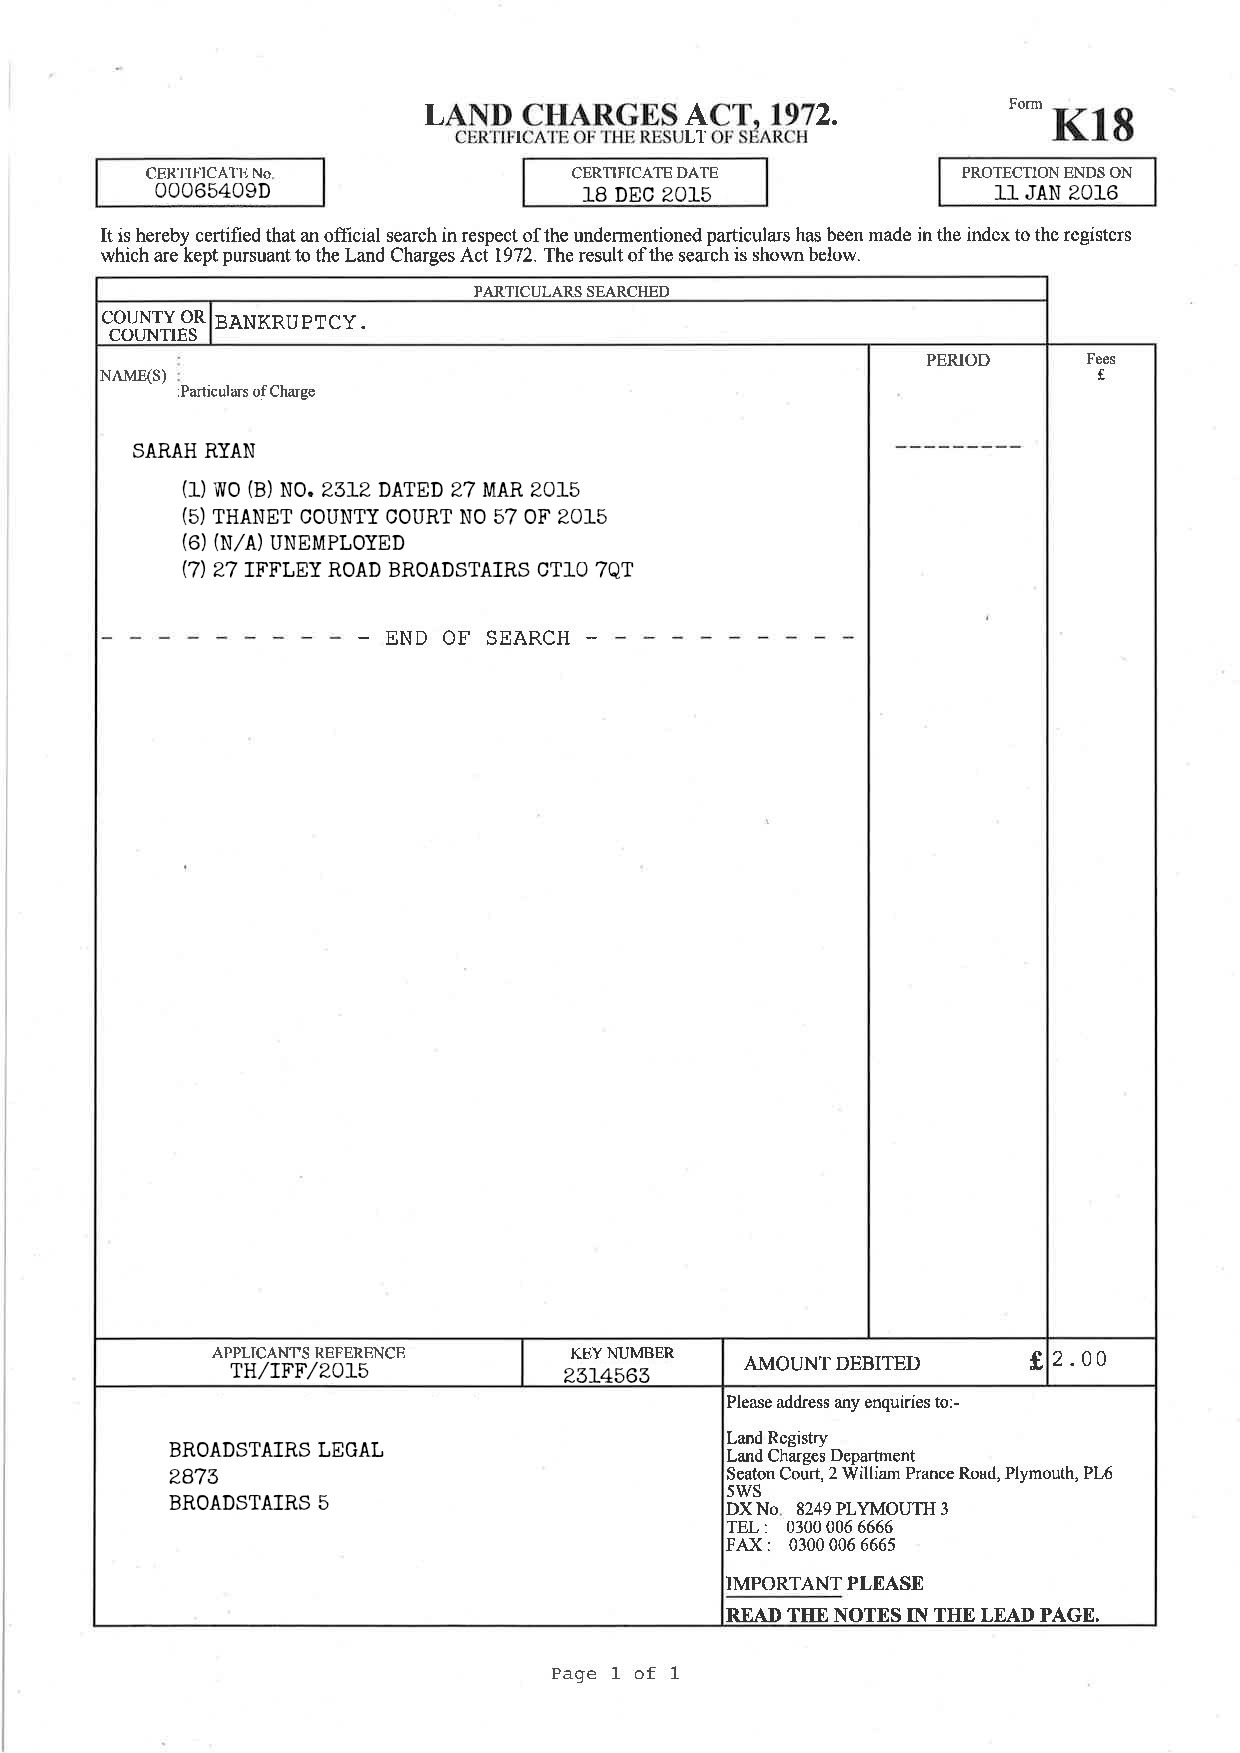 LAND CHARGES ACT, 1972.
CERTIFICATE OF THE RESULT OF SEARCH
Form K18
CERTIFICATE No.
00065409D
CERTIFICATE DATE
18 DEC 2015
PROTECTION ENDS ON
11 JAN 2016
It is hereby certified that an official search in respect of the undermentioned particulars has been made in the index to the registers
which are kept pursuant to the Land Charges Act 1972. The result of the search is shown below.
PARTICULARS SEARCHED
COUNTY OR
COUNTIES
BANKRUPTCY.
NAME(S) :
:Particulars of Charge
PERIOD
Fees
£
SARAH RYAN
---------
(1) WO (B) NO. 2312 DATED 27 MAR 2015
(5) THANET COUNTY COURT NO 57 OF 2015
(6) (N/A) UNEMPLOYED
(7) 27 IFFLEY ROAD BROADSTAIRS CT10 7QT
- - - - - - - - - - END OF SEARCH - - - - - - - - - -
APPLICANT'S REFERENCE
TH/IFF/2015
KEY NUMBER
2314563
AMOUNT DEBITED £ 2.00
BROADSTAIRS LEGAL
2873
BROADSTAIRS 5
Please address any enquiries to:-
Land Registry
Land Charges Department
Seaton Court, 2 William Prance Road, Plymouth, PL6
5WS
DX No. 8249 PLYMOUTH 3
TEL : 0300 006 6666
FAX : 0300 006 6665
IMPORTANT PLEASE
READ THE NOTES IN THE LEAD PAGE.
Page 1 of 1